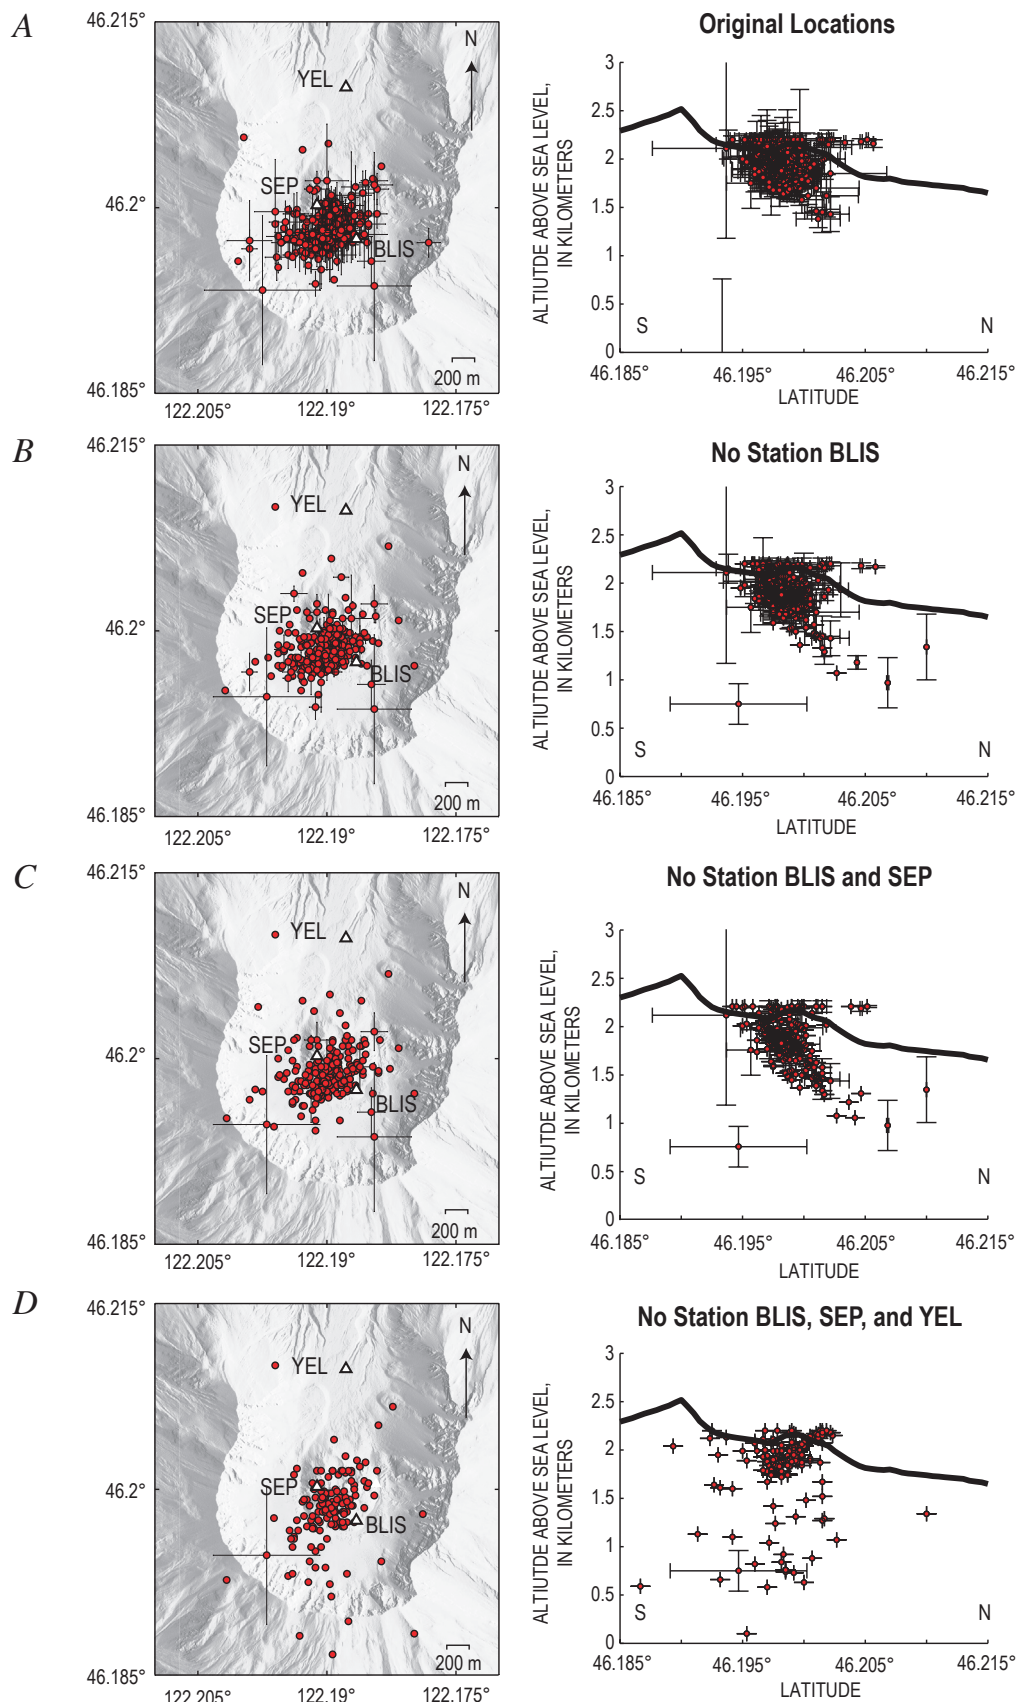 A
46.215°
46.2°
46.185°
122.205°
122.19°
122.175°
N
YEL
SEP
BLIS
200 m
Original Locations
ALTIUTDE ABOVE SEA LEVEL,
IN KILOMETERS
3
2.5
2
1.5
1
0.5
0
S
N
46.185°
46.195°
46.205°
46.215°
LATITUDE
B
46.215°
46.2°
46.185°
122.205°
122.19°
122.175°
N
YEL
SEP
BLIS
200 m
No Station BLIS
ALTIUTDE ABOVE SEA LEVEL,
IN KILOMETERS
3
2.5
2
1.5
1
0.5
0
S
N
46.185°
46.195°
46.205°
46.215°
LATITUDE
C
46.215°
46.2°
46.185°
122.205°
122.19°
122.175°
N
YEL
SEP
BLIS
200 m
No Station BLIS and SEP
ALTIUTDE ABOVE SEA LEVEL,
IN KILOMETERS
3
2.5
2
1.5
1
0.5
0
S
N
46.185°
46.195°
46.205°
46.215°
LATITUDE
D
46.215°
46.2°
46.185°
122.205°
122.19°
122.175°
N
YEL
SEP
BLIS
200 m
No Station BLIS, SEP, and YEL
ALTIUTDE ABOVE SEA LEVEL,
IN KILOMETERS
3
2.5
2
1.5
1
0.5
0
S
N
46.185°
46.195°
46.205°
46.215°
LATITUDE